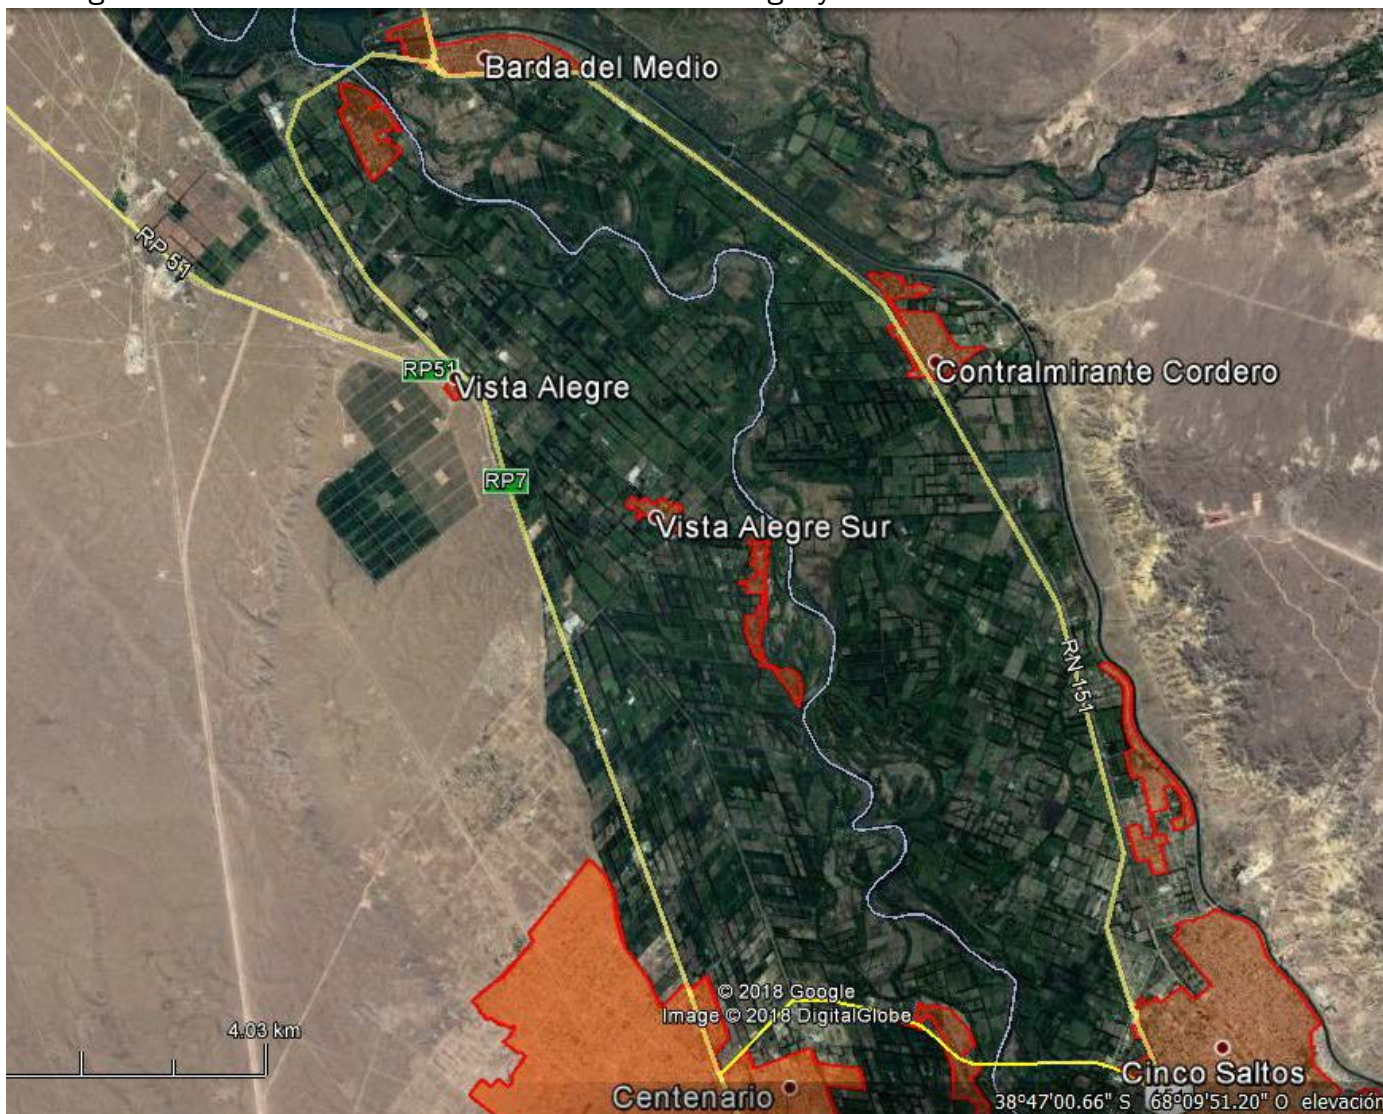 Barda del Medio
RP 51
RP51
Vista Alegre
Contralmirante Cordero
RP7
Vista Alegre Sur
RN 151
© 2018 Google
Image © 2018 DigitalGlobe
4.03 km
Cinco Saltos
Centenario
38°47'00.66" S 68°09'51.20" O elevación